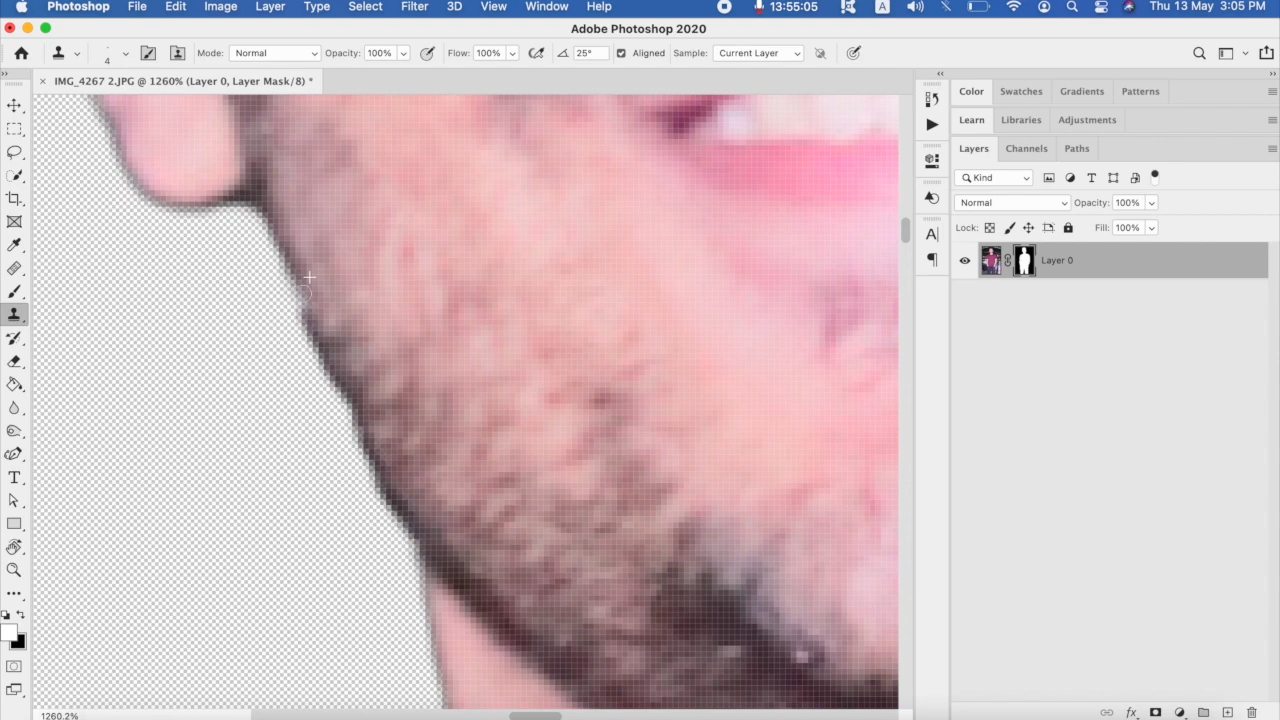 Photoshop File Edit Image Layer Type Select Filter 3D View Window Help 13:55:05 A Thu 13 May 3:05 PM
Adobe Photoshop 2020
Mode: Normal Opacity: 100% Flow: 100% 25° Aligned Sample: Current Layer
IMG_4267 2.JPG @ 1260% (Layer 0, Layer Mask/8) *
Color Swatches Gradients Patterns
Learn Libraries Adjustments
Layers Channels Paths
Kind
Normal Opacity: 100%
Lock: Fill: 100%
Layer 0
1260.2%